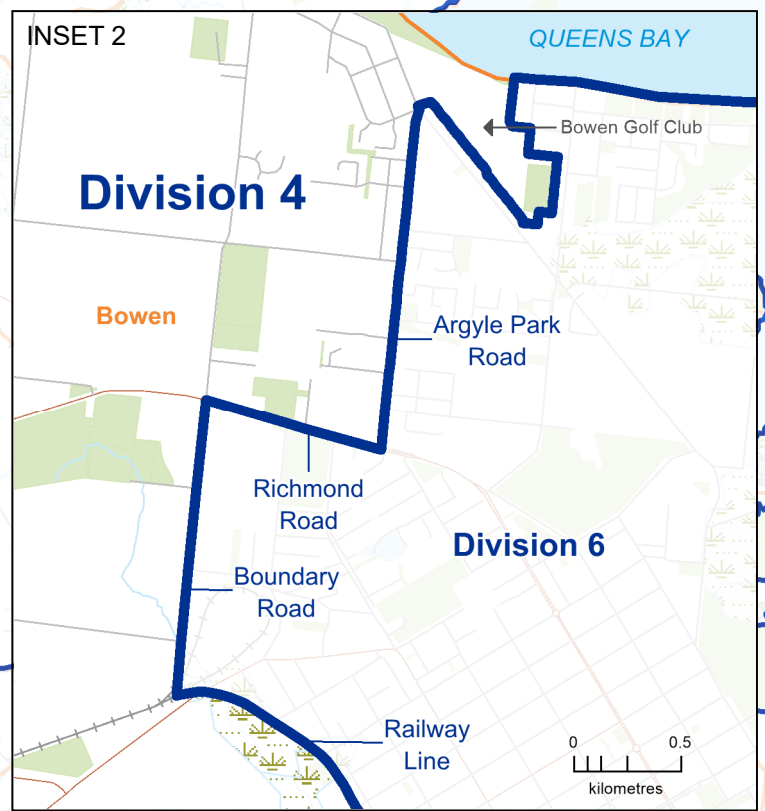 INSET 2
QUEENS BAY
Bowen Golf Club
Division 4
Bowen
Argyle Park
Road
Richmond
Road
Division 6
Boundary
Road
Railway
Line
0 0.5
kilometres